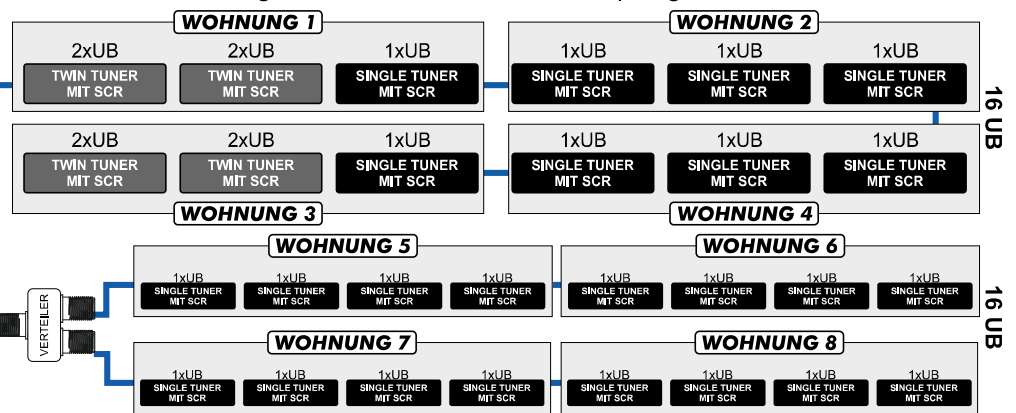 WOHNUNG 1
WOHNUNG 2
2xUB 2xUB 1xUB 1xUB 1xUB 1xUB
TWIN TUNER MIT SCR
TWIN TUNER MIT SCR
SINGLE TUNER MIT SCR
SINGLE TUNER MIT SCR
SINGLE TUNER MIT SCR
SINGLE TUNER MIT SCR
16 UB
2xUB 2xUB 1xUB 1xUB 1xUB 1xUB
TWIN TUNER MIT SCR
TWIN TUNER MIT SCR
SINGLE TUNER MIT SCR
SINGLE TUNER MIT SCR
SINGLE TUNER MIT SCR
SINGLE TUNER MIT SCR
WOHNUNG 3
WOHNUNG 4
WOHNUNG 5
WOHNUNG 6
1xUB 1xUB 1xUB 1xUB 1xUB 1xUB 1xUB 1xUB
SINGLE TUNER MIT SCR
SINGLE TUNER MIT SCR
SINGLE TUNER MIT SCR
SINGLE TUNER MIT SCR
SINGLE TUNER MIT SCR
SINGLE TUNER MIT SCR
SINGLE TUNER MIT SCR
SINGLE TUNER MIT SCR
VERTEILER
16 UB
WOHNUNG 7
WOHNUNG 8
1xUB 1xUB 1xUB 1xUB 1xUB 1xUB 1xUB 1xUB
SINGLE TUNER MIT SCR
SINGLE TUNER MIT SCR
SINGLE TUNER MIT SCR
SINGLE TUNER MIT SCR
SINGLE TUNER MIT SCR
SINGLE TUNER MIT SCR
SINGLE TUNER MIT SCR
SINGLE TUNER MIT SCR